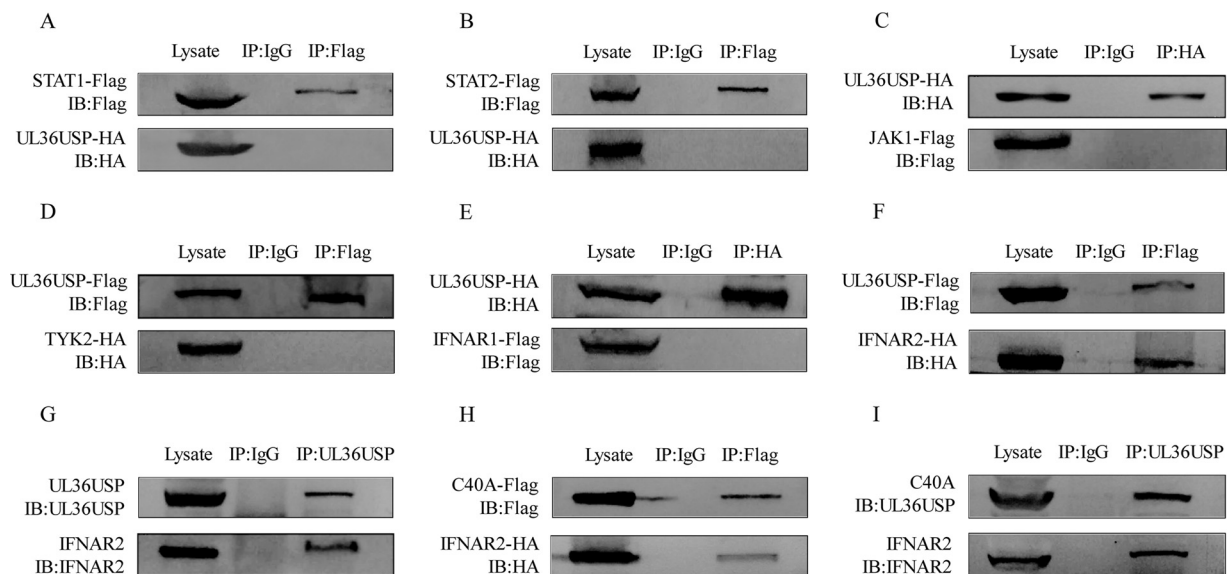 A
B
C
Lysate IP:IgG IP:Flag
Lysate IP:IgG IP:Flag
Lysate IP:IgG IP:HA
STAT1-Flag
IB:Flag
STAT2-Flag
IB:Flag
UL36USP-HA
IB:HA
UL36USP-HA
IB:HA
UL36USP-HA
IB:HA
JAK1-Flag
IB:Flag
D
E
F
Lysate IP:IgG IP:Flag
Lysate IP:IgG IP:HA
Lysate IP:IgG IP:Flag
UL36USP-Flag
IB:Flag
UL36USP-HA
IB:HA
UL36USP-Flag
IB:Flag
TYK2-HA
IB:HA
IFNAR1-Flag
IB:Flag
IFNAR2-HA
IB:HA
G
H
I
Lysate IP:IgG IP:UL36USP
Lysate IP:IgG IP:Flag
Lysate IP:IgG IP:UL36USP
UL36USP
IB:UL36USP
C40A-Flag
IB:Flag
C40A
IB:UL36USP
IFNAR2
IB:IFNAR2
IFNAR2-HA
IB:HA
IFNAR2
IB:IFNAR2